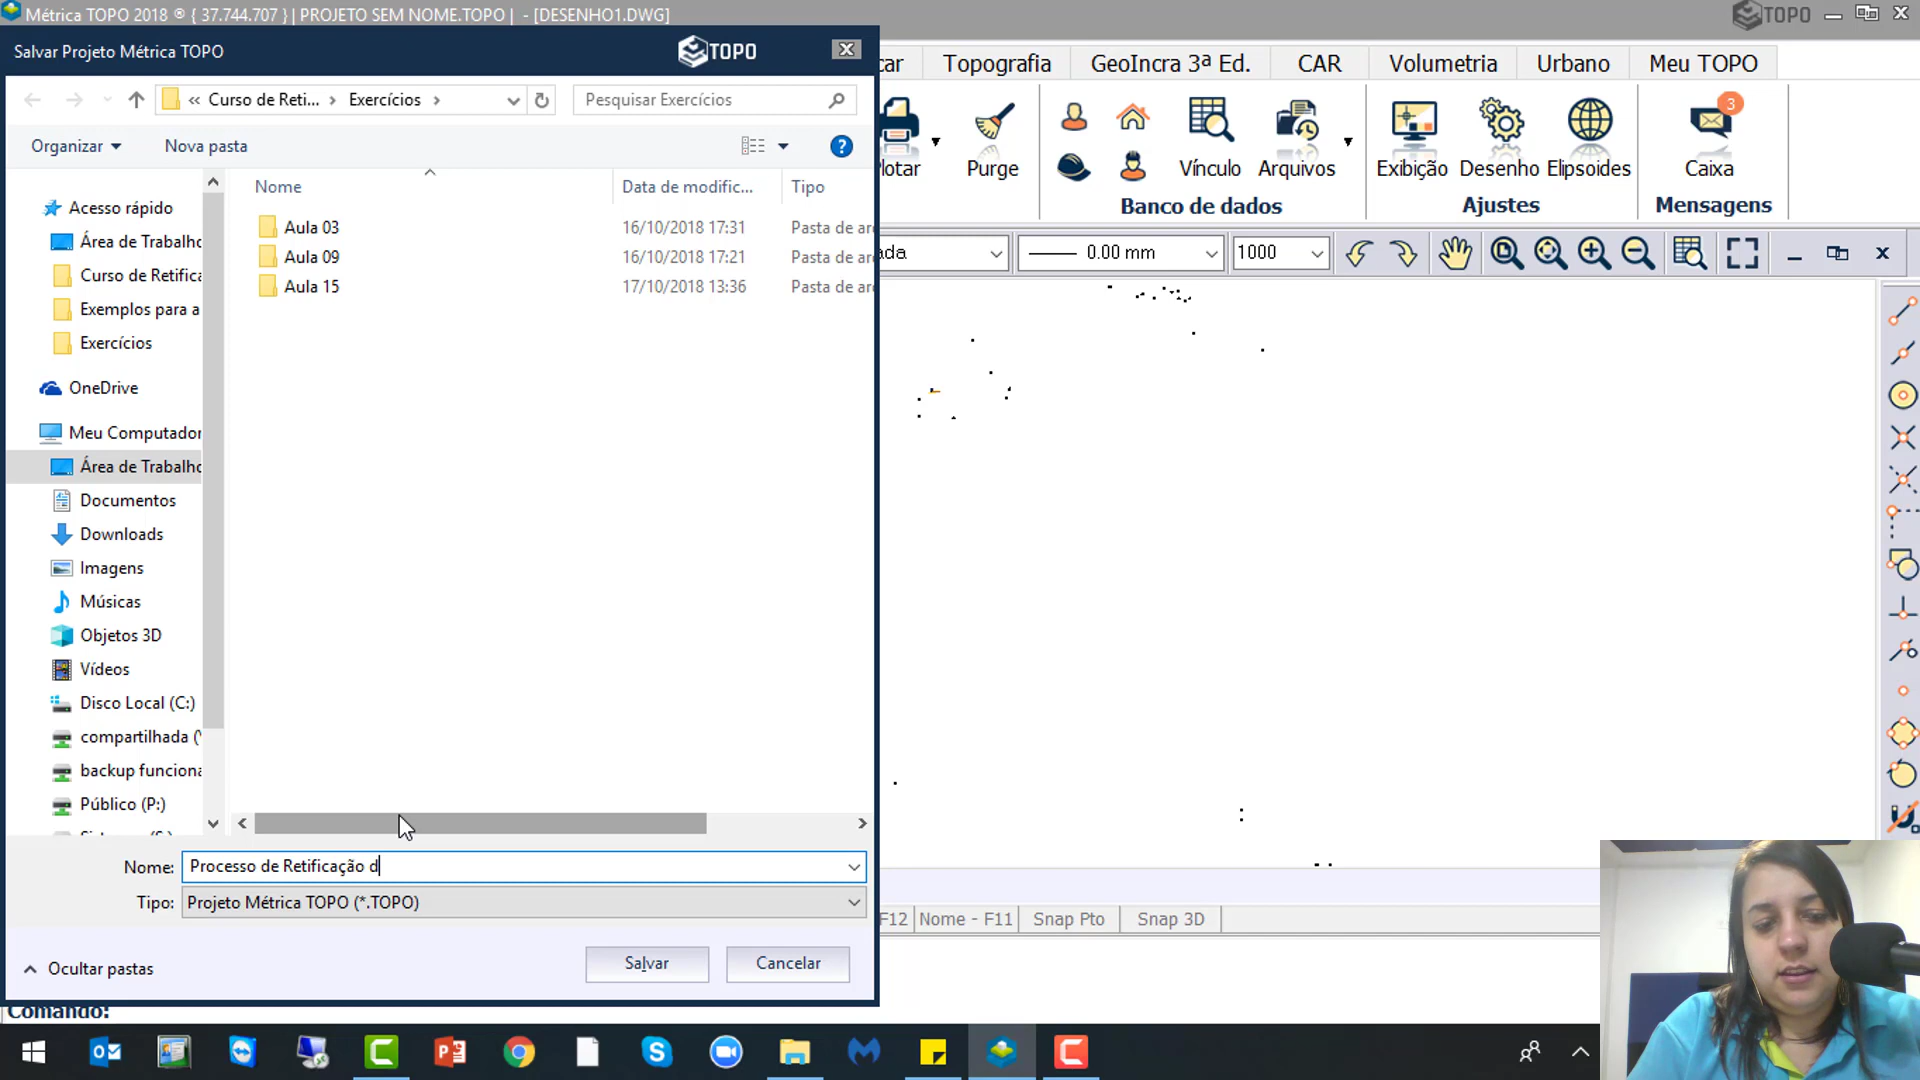 Métrica TOPO 2018 ® { 37.744.707 } | PROJETO SEM NOME.TOPO | - [DESENHO1.DWG]
TOPO
Salvar Projeto Métrica TOPO
TOPO
car
Topografia
GeoIncra 3ª Ed.
CAR
Volumetria
Urbano
Meu TOPO
« Curso de Reti... › Exercícios ›
Pesquisar Exercícios
Organizar
Nova pasta
Plotar
Purge
Vínculo
Arquivos
Exibição
Desenho
Elipsoides
3
Caixa
Banco de dados
Ajustes
Mensagens
ada
0.00 mm
1000
Nome
Data de modific...
Tipo
Aula 03
16/10/2018 17:31
Pasta de arc
Aula 09
16/10/2018 17:21
Pasta de arc
Aula 15
17/10/2018 13:36
Pasta de arc
Acesso rápido
Área de Trabalho
Curso de Retifica
Exemplos para a
Exercícios
OneDrive
Meu Computador
Área de Trabalho
Documentos
Downloads
Imagens
Músicas
Objetos 3D
Vídeos
Disco Local (C:)
compartilhada (
backup funciona
Público (P:)
Nome:
Processo de Retificação d
Tipo:
Projeto Métrica TOPO (*.TOPO)
Ocultar pastas
Salvar
Cancelar
F12
Nome - F11
Snap Pto
Snap 3D
Comando: